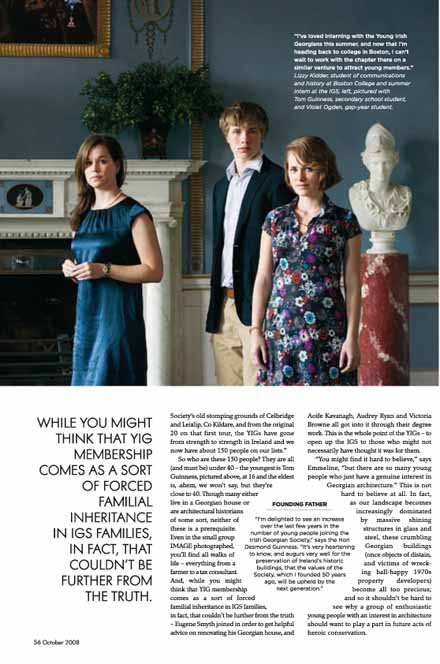 "I've loved interning with the Young Irish
Georgians this summer, and now that I'm
heading back to college in Boston, I can't
wait to work with the chapter there on a
similar venture to attract young members."
Lizzy Kidder, student of communications
and history at Boston College and summer
intern at the IGS, left, pictured with
Tom Guinness, secondary school student,
and Violet Ogden, gap-year student.
WHILE YOU MIGHT
THINK THAT YIG
MEMBERSHIP
COMES AS A SORT
OF FORCED
FAMILIAL
INHERITANCE
IN IGS FAMILIES,
IN FACT, THAT
COULDN'T BE
FURTHER FROM
THE TRUTH.
Society's old stomping grounds of Celbridge
and Leixlip, Co Kildare, and from the original
20 on that first tour, the YIGs have gone
from strength to strength in Ireland and we
now have about 150 people on our lists."
So who are these 150 people? They are all
(and must be) under 40 – the youngest is Tom
Guinness, pictured above, at 16 and the eldest
is, ahem, we won't say, but they're
close to 40. Though many either
live in a Georgian house or
are architectural historians
of some sort, neither of
these is a prerequisite.
Even in the small group
IMAGE photographed,
you'll find all walks of
life – everything from a
farmer to a tax consultant.
And, while you might
think that YIG membership
comes as a sort of forced
familial inheritance in IGS families,
in fact, that couldn't be further from the truth
– Eugene Smyth joined in order to get helpful
advice on renovating his Georgian house, and
FOUNDING FATHER
"I'm delighted to see an increase
over the last few years in the
number of young people joining the
Irish Georgian Society," says the Hon
Desmond Guinness. "It's very heartening
to know, and augurs very well for the
preservation of Ireland's historic
buildings, that the values of the
Society, which I founded 50 years
ago, will be upheld by the
next generation."
Aoife Kavanagh, Audrey Ryan and Victoria
Browne all got into it through their degree
work. This is the whole point of the YIGs – to
open up the IGS to those who might not
necessarily have thought it was for them.
"You might find it hard to believe," says
Emmeline, "but there are so many young
people who just have a genuine interest in
Georgian architecture." This is not
hard to believe at all. In fact,
as our landscape becomes
increasingly dominated
by massive shining
structures in glass and
steel, these crumbling
Georgian buildings
(once objects of distain,
and victims of wreck-
ing ball-happy 1970s
property developers)
become all too precious;
and so it shouldn't be hard to
see why a group of enthusiastic
young people with an interest in architecture
should want to play a part in future acts of
heroic conservation.
56 October 2008